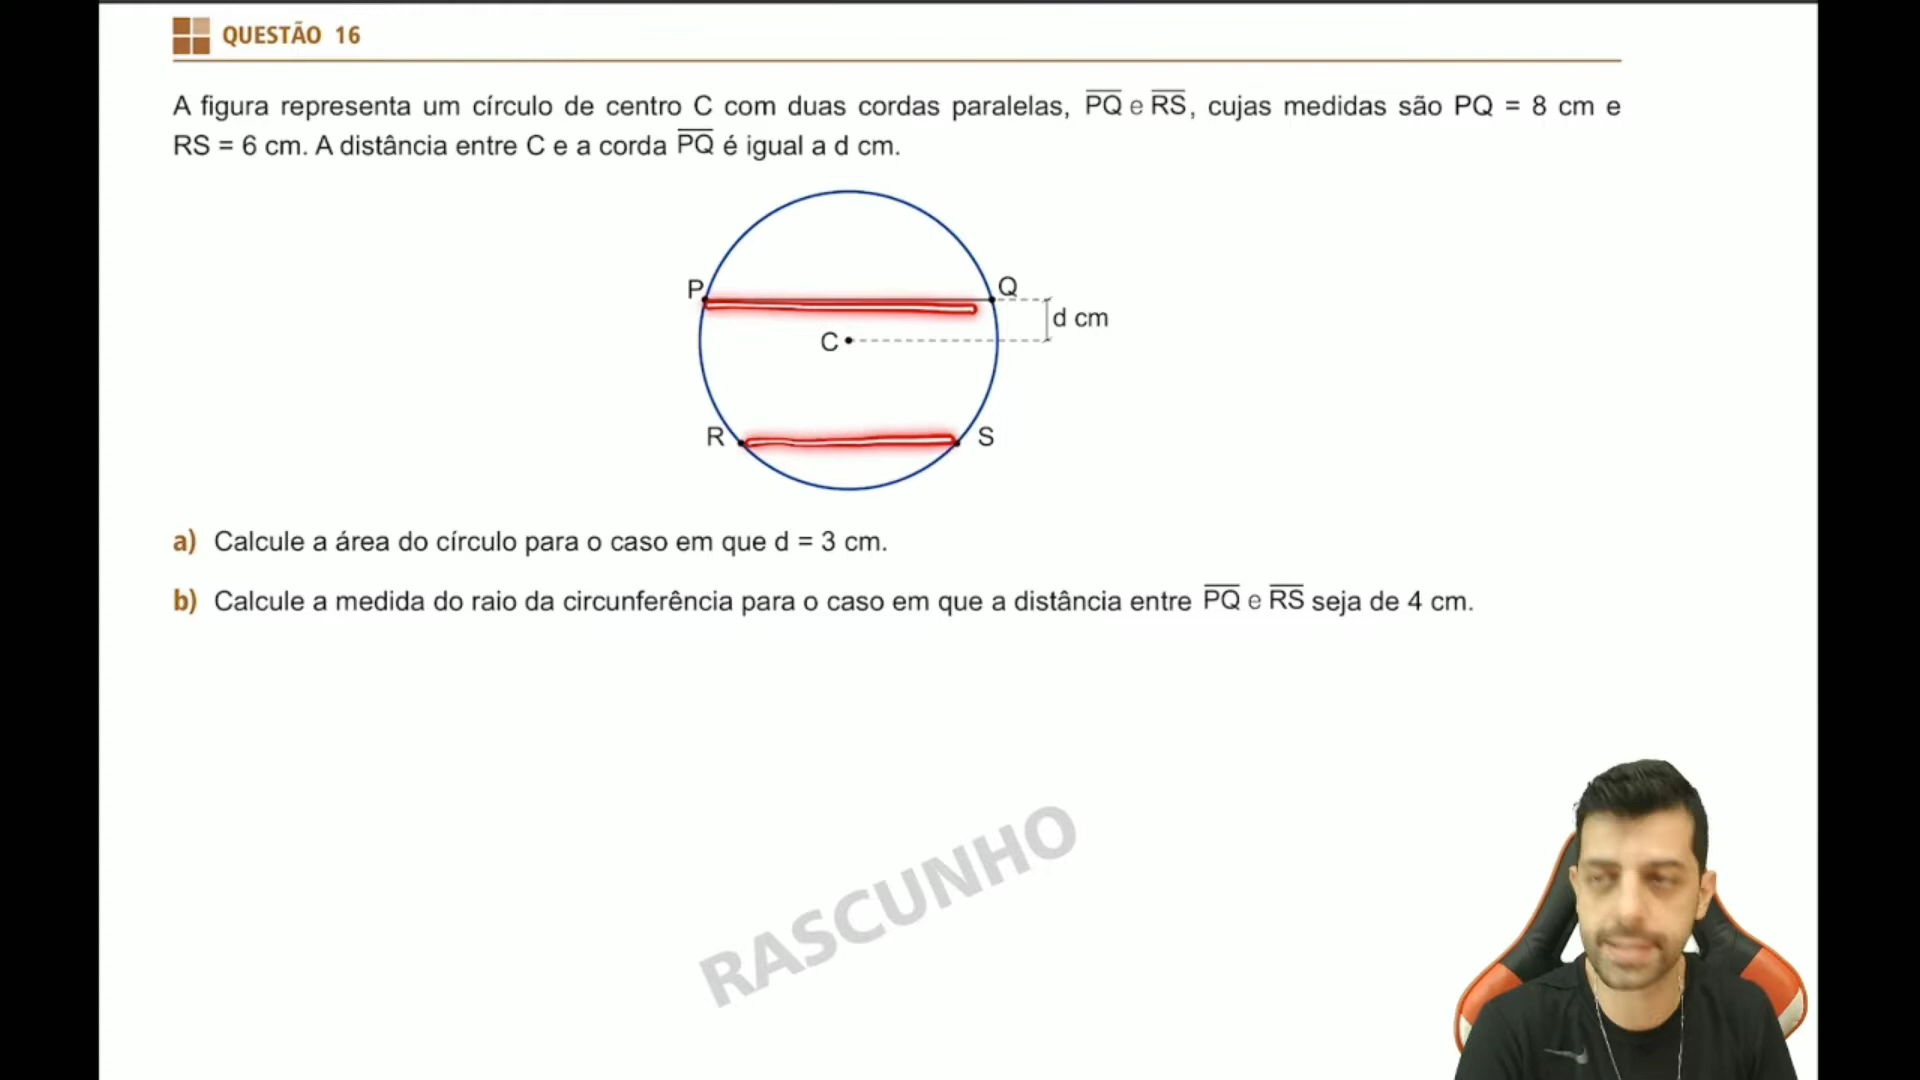 QUESTÃO 16
A figura representa um círculo de centro C com duas cordas paralelas, PQ e RS, cujas medidas são PQ = 8 cm e
RS = 6 cm. A distância entre C e a corda PQ é igual a d cm.
P
Q
d cm
C
R
S
a) Calcule a área do círculo para o caso em que d = 3 cm.
b) Calcule a medida do raio da circunferência para o caso em que a distância entre PQ e RS seja de 4 cm.
RASCUNHO